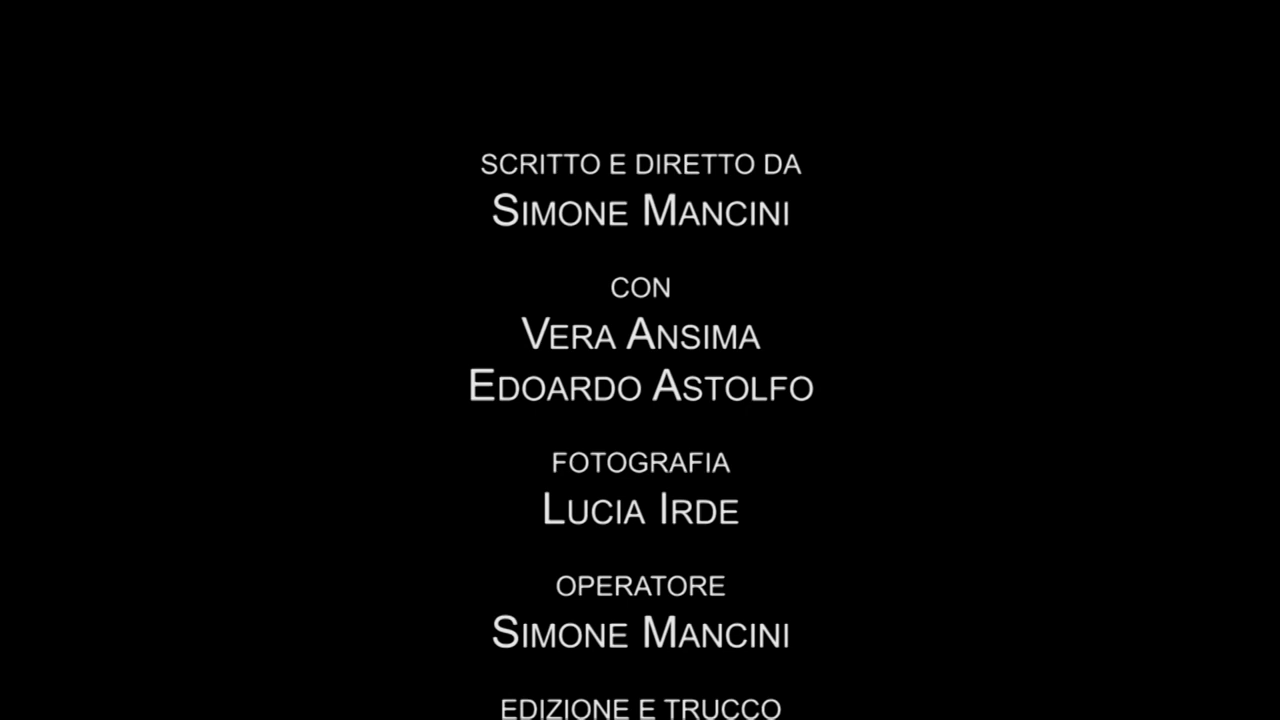 SCRITTO E DIRETTO DA
SIMONE MANCINI
CON
VERA ANSIMA
EDOARDO ASTOLFO
FOTOGRAFIA
LUCIA IRDE
OPERATORE
SIMONE MANCINI
EDIZIONE E TRUCCO